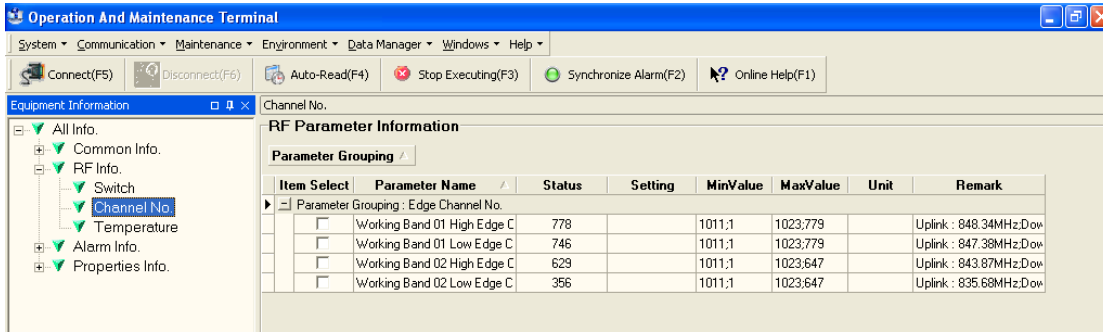 Operation And Maintenance Terminal
System Communication Maintenance Environment Data Manager Windows Help
Connect(F5) Disconnect(F6) Auto-Read(F4) Stop Executing(F3) Synchronize Alarm(F2) Online Help(F1)
Equipment Information
All Info.
Common Info.
RF Info.
Switch
Channel No.
Temperature
Alarm Info.
Properties Info.
Channel No.
RF Parameter Information
Parameter Grouping
Item Select Parameter Name Status Setting MinValue MaxValue Unit Remark
Parameter Grouping : Edge Channel No.
Working Band 01 High Edge C 778 1011;1 1023;779 Uplink : 848.34MHz;Dow
Working Band 01 Low Edge C 746 1011;1 1023;779 Uplink : 847.38MHz;Dow
Working Band 02 High Edge C 629 1011;1 1023;647 Uplink : 843.87MHz;Dow
Working Band 02 Low Edge C 356 1011;1 1023;647 Uplink : 835.68MHz;Dow